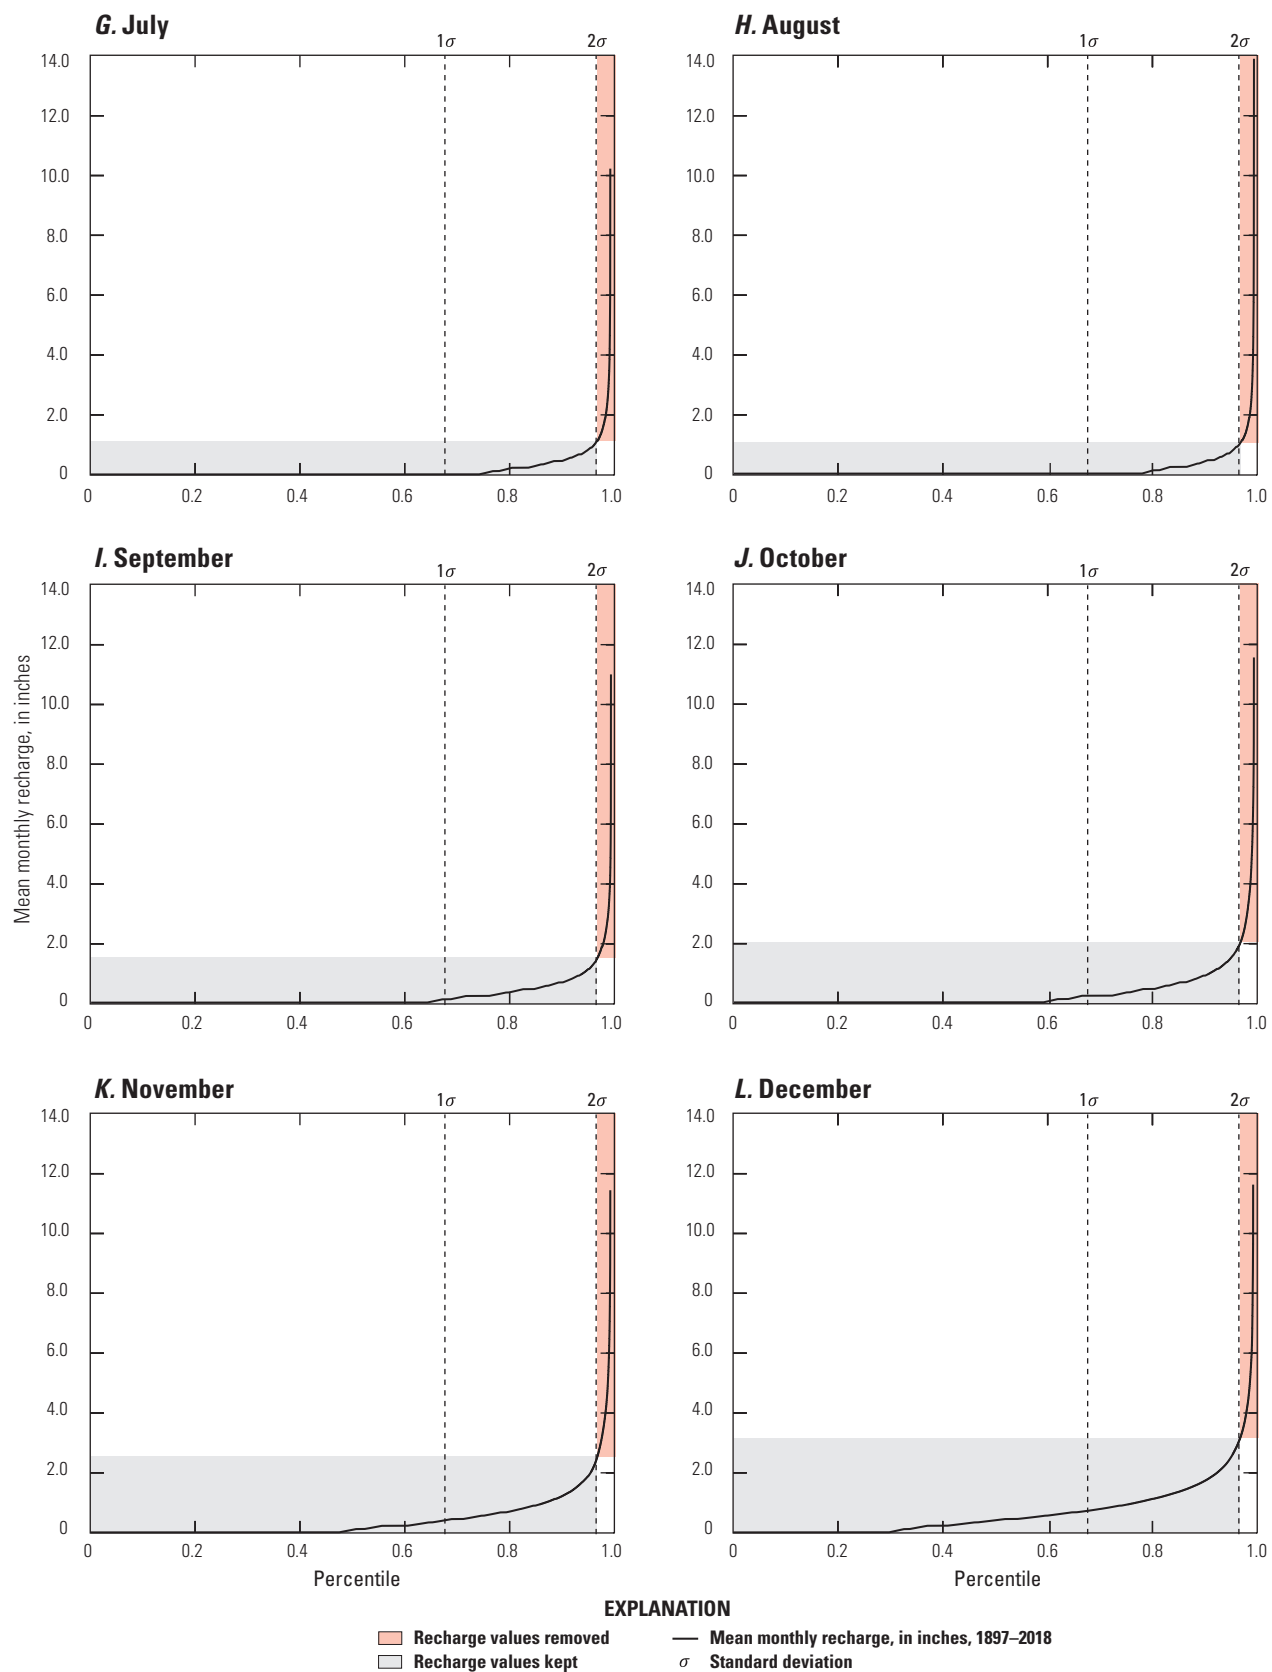 G. July
1σ
2σ
14.0
12.0
10.0
8.0
6.0
4.0
2.0
0
0 0.2 0.4 0.6 0.8 1.0
H. August
1σ
2σ
14.0
12.0
10.0
8.0
6.0
4.0
2.0
0
0 0.2 0.4 0.6 0.8 1.0
Mean monthly recharge, in inches
I. September
1σ
2σ
14.0
12.0
10.0
8.0
6.0
4.0
2.0
0
0 0.2 0.4 0.6 0.8 1.0
J. October
1σ
2σ
14.0
12.0
10.0
8.0
6.0
4.0
2.0
0
0 0.2 0.4 0.6 0.8 1.0
K. November
1σ
2σ
14.0
12.0
10.0
8.0
6.0
4.0
2.0
0
0 0.2 0.4 0.6 0.8 1.0
Percentile
L. December
1σ
2σ
14.0
12.0
10.0
8.0
6.0
4.0
2.0
0
0 0.2 0.4 0.6 0.8 1.0
Percentile
EXPLANATION
Recharge values removed
Recharge values kept
Mean monthly recharge, in inches, 1897–2018
σ Standard deviation